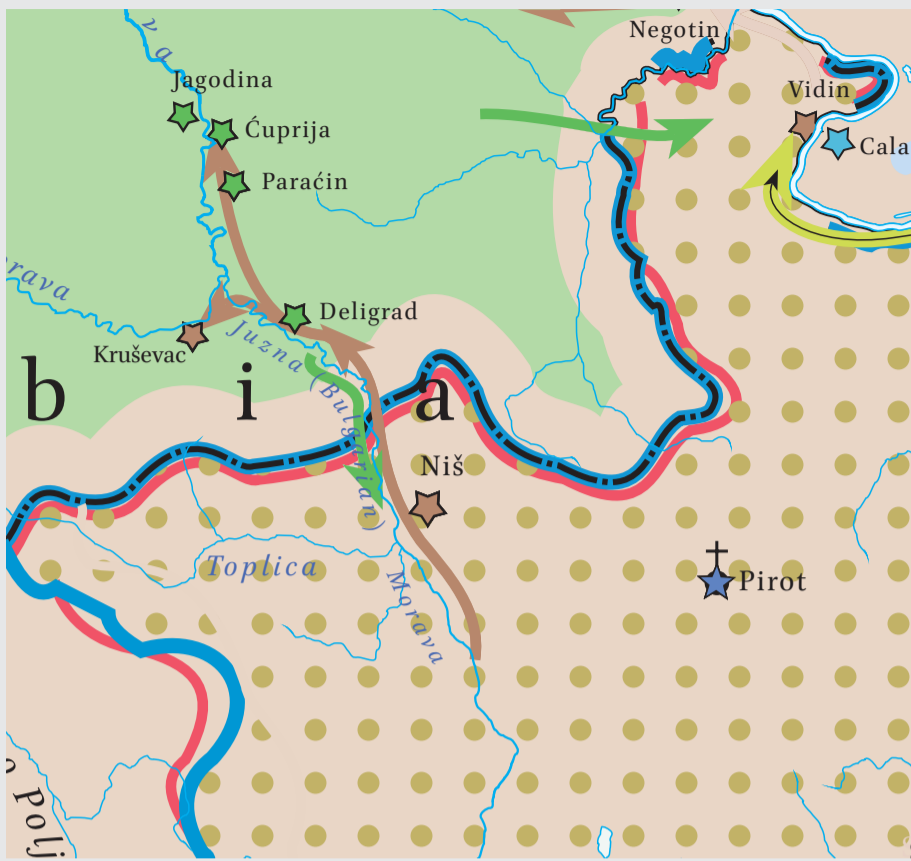 Negotin
v a
Jagodina
Vidin
Ćuprija
Cala
Paraćin
rava
Deligrad
Kruševac
Juzna (Bulgarian)
b i a
Niš
Toplica
Pirot
Morava
o Polj